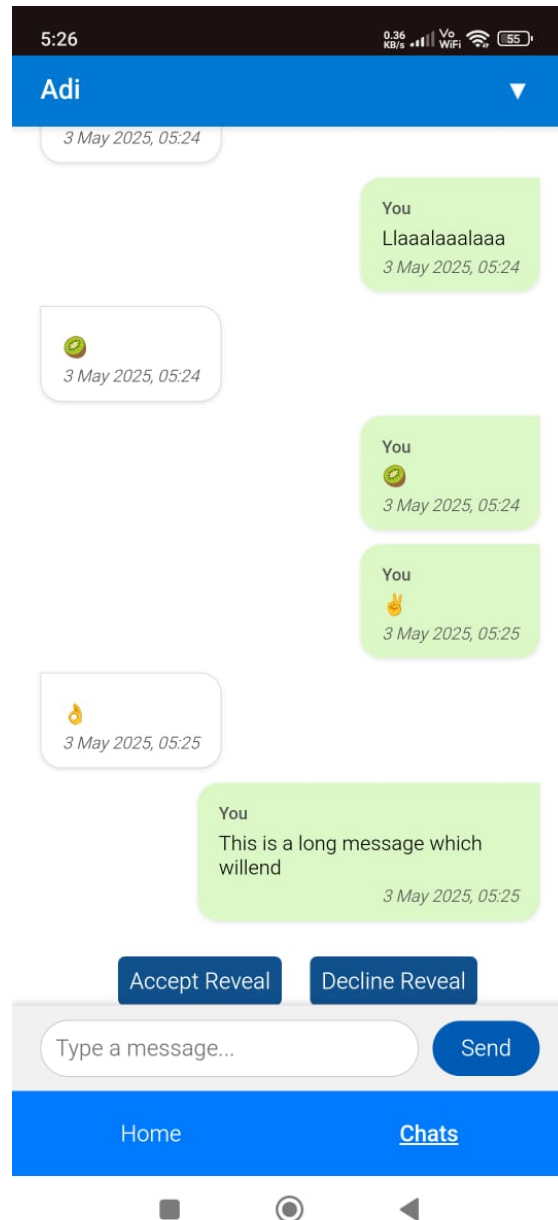 5:26
0.36 KB/s Vo WiFi 55
Adi
3 May 2025, 05:24
You
Llaaalaaalaaa
3 May 2025, 05:24
🥝
3 May 2025, 05:24
You
🥝
3 May 2025, 05:24
You
✌️
3 May 2025, 05:25
👌
3 May 2025, 05:25
You
This is a long message which
willend
3 May 2025, 05:25
Accept Reveal
Decline Reveal
Type a message...
Send
Home
Chats